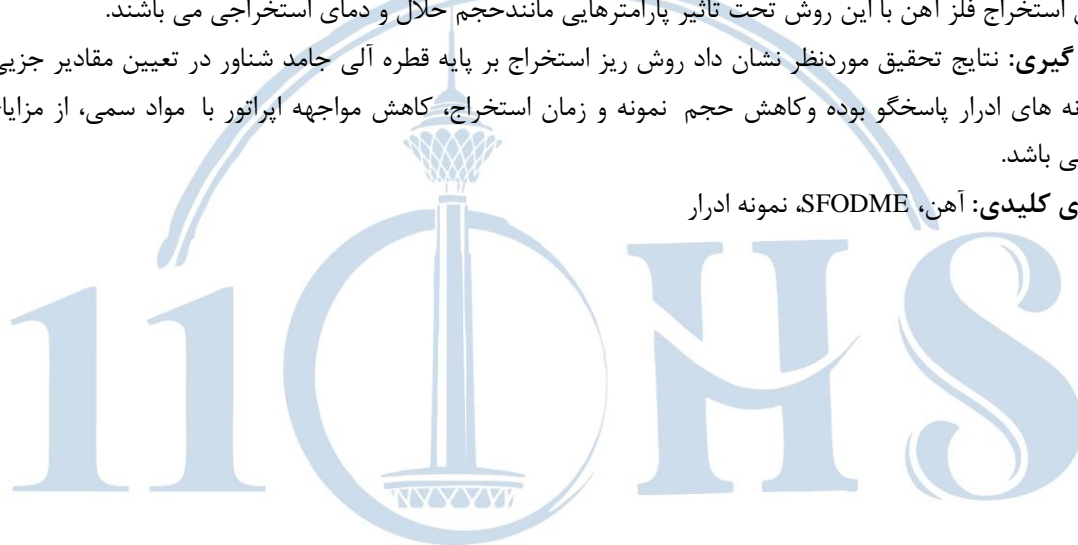 استخراج فلز آهن با این روش تحت تاثیر پارامترهایی مانندحجم حلال و دمای استخراجی می باشند.
گیری: نتایج تحقیق موردنظر نشان داد روش ریز استخراج بر پایه قطره آلی جامد شناور در تعیین مقادیر جزیی
نه های ادرار پاسخگو بوده وکاهش حجم نمونه و زمان استخراج، کاهش مواجهه اپراتور با مواد سمی، از مزایا
ی باشد.
ی کلیدی: آهن، SFODME، نمونه ادرار
11 OHS